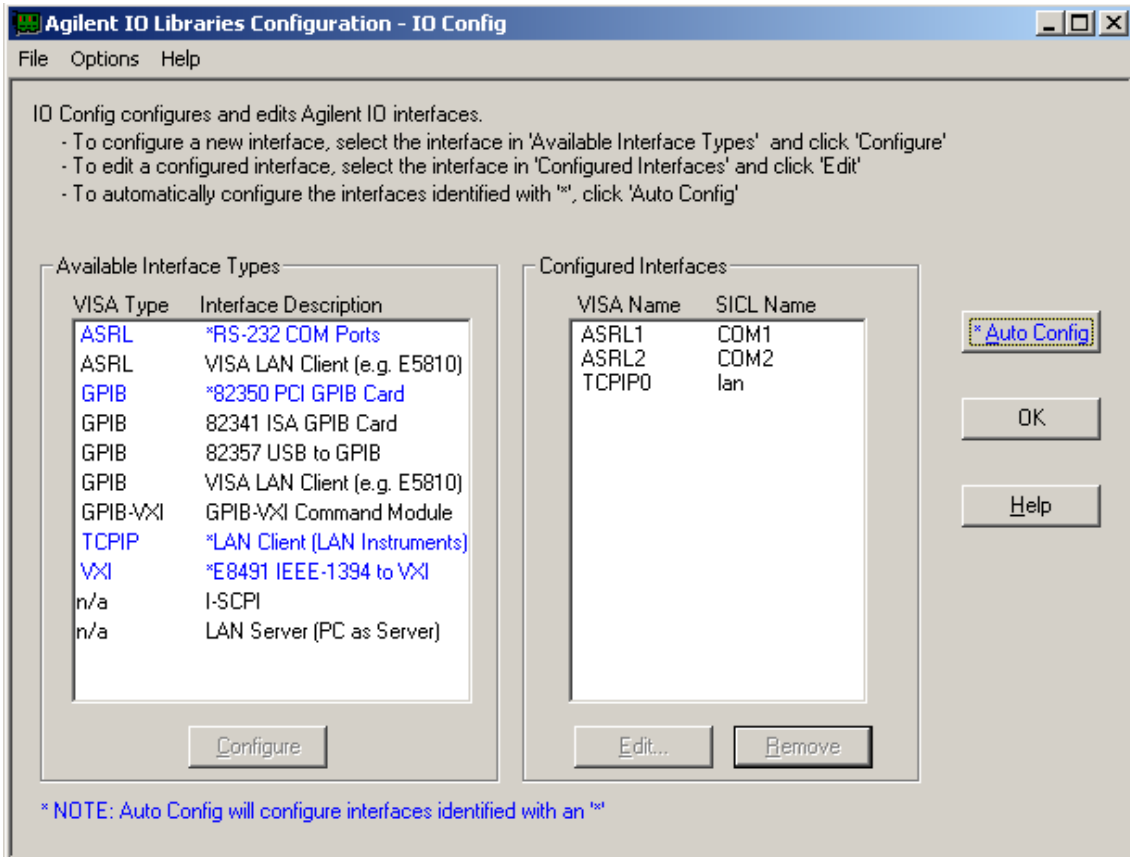 Agilent IO Libraries Configuration - IO Config
File Options Help
IO Config configures and edits Agilent IO interfaces.
- To configure a new interface, select the interface in 'Available Interface Types' and click 'Configure'
- To edit a configured interface, select the interface in 'Configured Interfaces' and click 'Edit'
- To automatically configure the interfaces identified with '*', click 'Auto Config'
Available Interface Types
VISA Type Interface Description
ASRL *RS-232 COM Ports
ASRL VISA LAN Client (e.g. E5810)
GPIB *82350 PCI GPIB Card
GPIB 82341 ISA GPIB Card
GPIB 82357 USB to GPIB
GPIB VISA LAN Client (e.g. E5810)
GPIB-VXI GPIB-VXI Command Module
TCPIP *LAN Client (LAN Instruments)
VXI *E8491 IEEE-1394 to VXI
n/a I-SCPI
n/a LAN Server (PC as Server)
Configure
Configured Interfaces
VISA Name SICL Name
ASRL1 COM1
ASRL2 COM2
TCPIP0 lan
Edit... Remove
* Auto Config
OK
Help
* NOTE: Auto Config will configure interfaces identified with an '*'